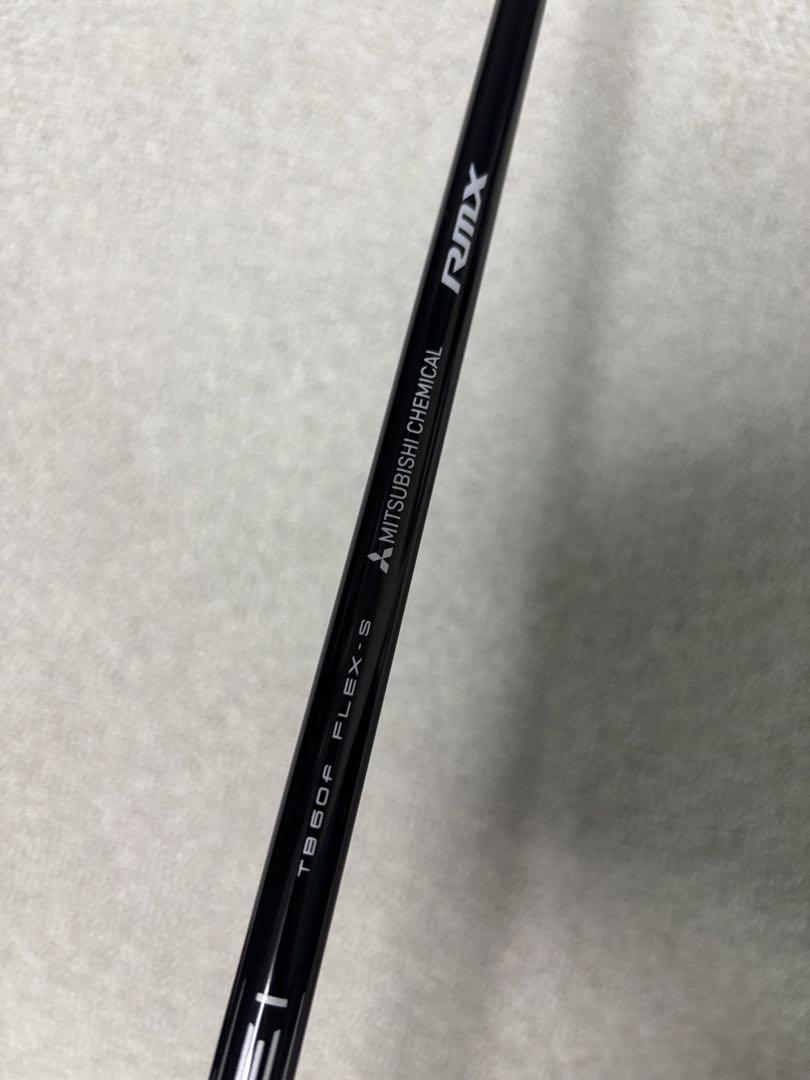 TB60f FLEX-S
MITSUBISHI CHEMICAL
RMX